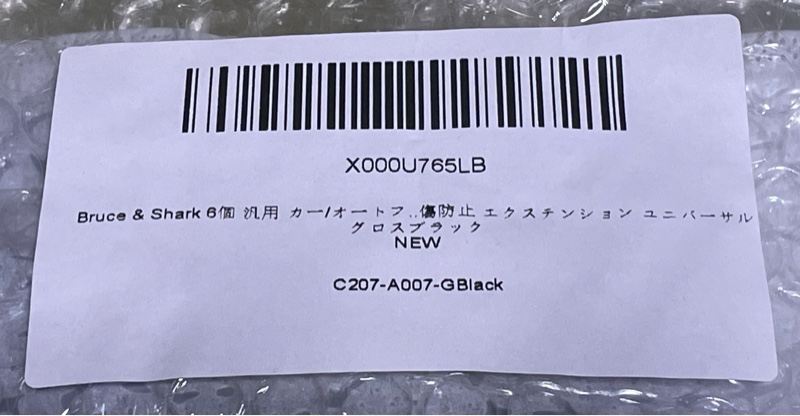 X000U765LB
Bruce & Shark 6個 汎用 カー/オートフ...傷防止 エクステンション ユニバーサル
グロスブラック
NEW
C207-A007-GBlack